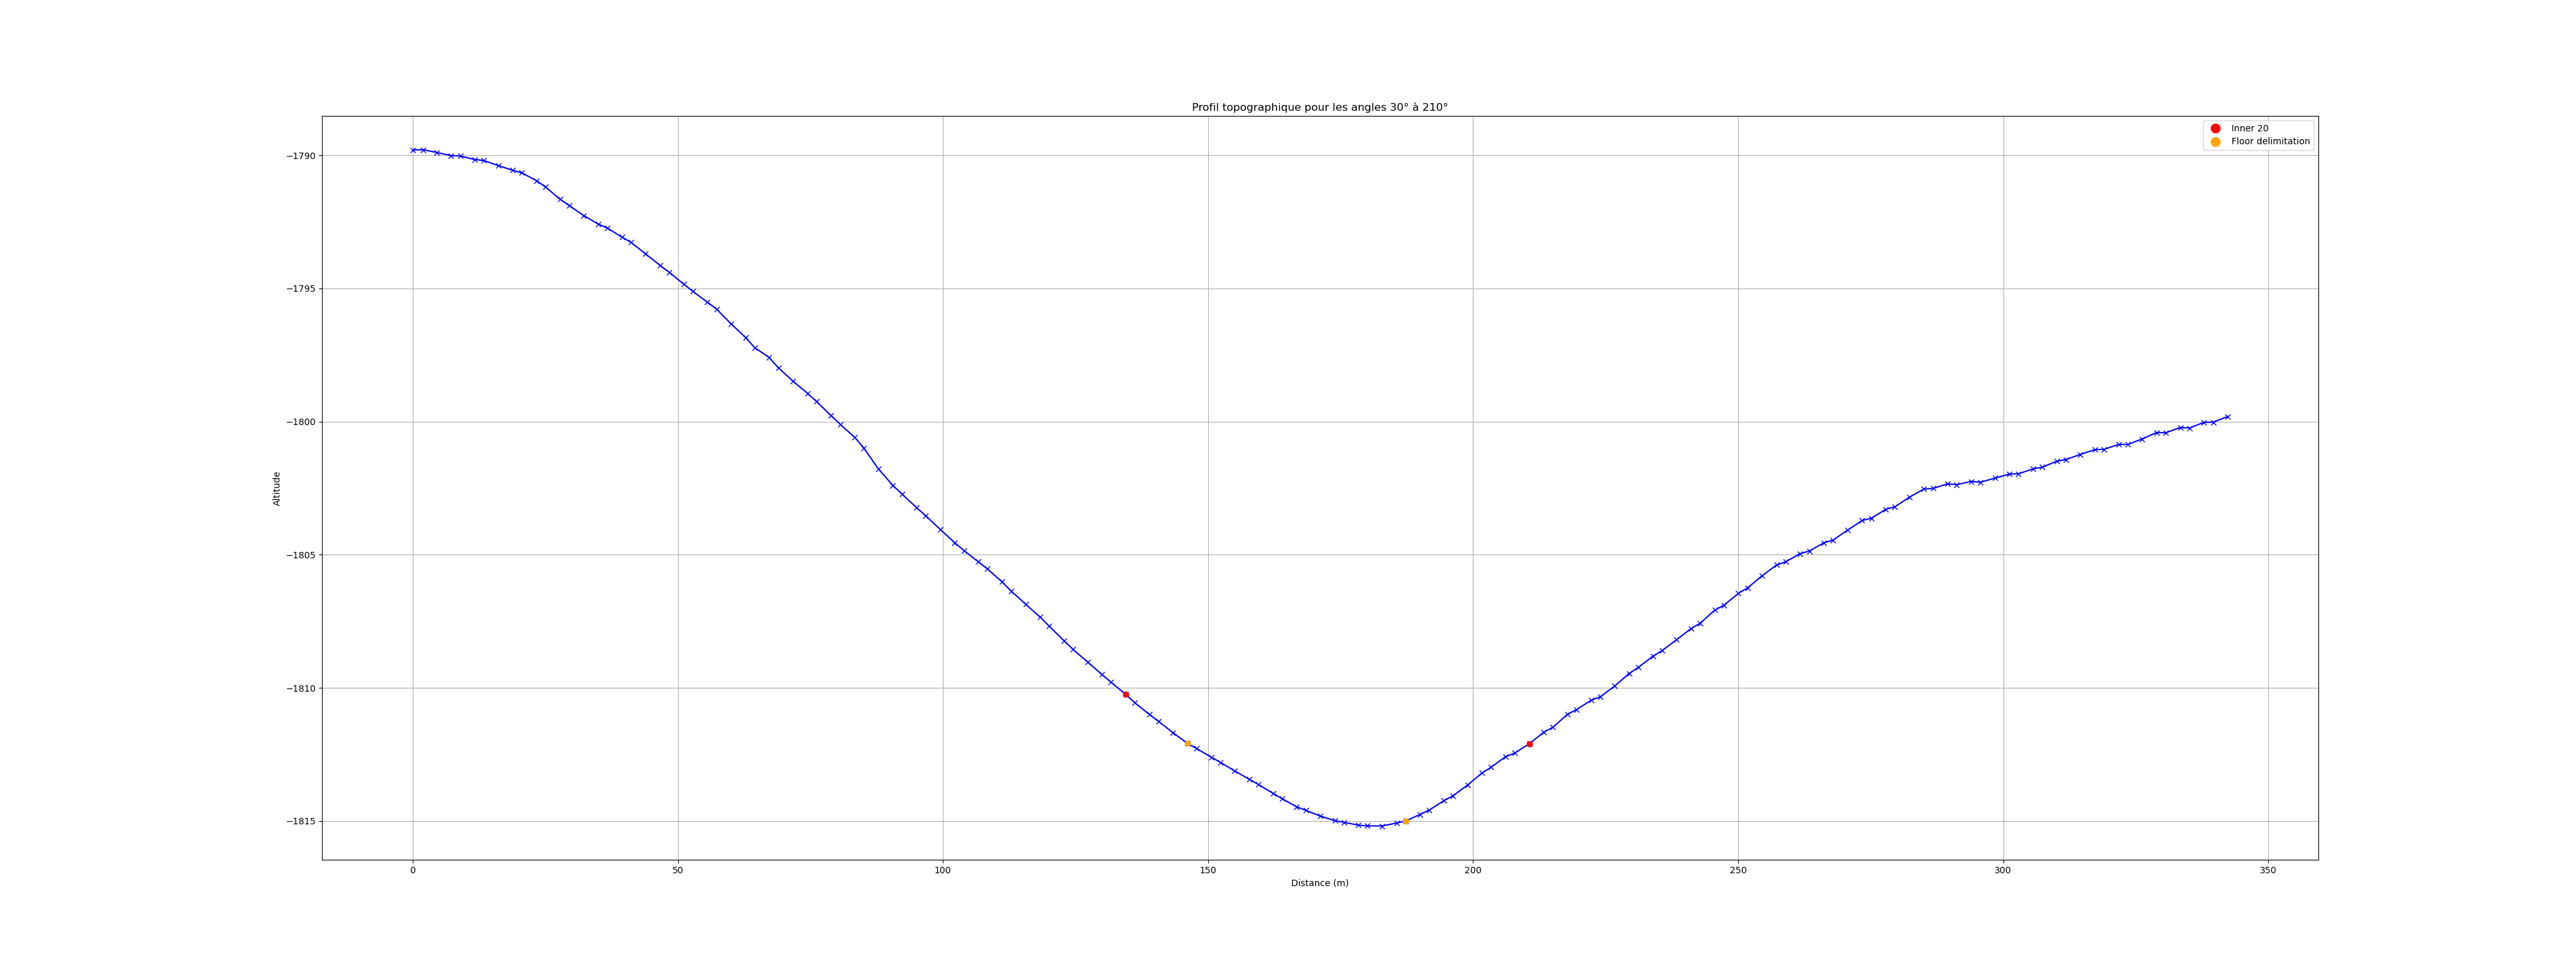 Profil topographique pour les angles 30° à 210°
Inner 20
Floor delimitation
−1790
−1795
−1800
−1805
−1810
−1815
Altitude
0 50 100 150 200 250 300 350
Distance (m)